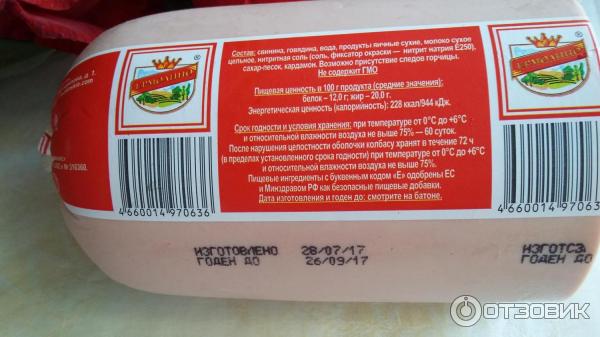 Состав: свинина, говядина, вода, продукты яичные сухие, молоко сухое
цельное, нитритная соль (соль, фиксатор окраски — нитрит натрия Е250),
сахар-песок, кардамон. Возможно присутствие следов горчицы.
Не содержит ГМО
Пищевая ценность в 100 г продукта (средние значения):
белок – 12,0 г; жир – 20,0 г.
Энергетическая ценность (калорийность): 228 ккал/944 кДж.
Срок годности и условия хранения: при температуре от 0°С до +6°С
и относительной влажности воздуха не выше 75% — 60 суток.
После нарушения целостности оболочки колбасу хранят в течение 72 ч
(в пределах установленного срока годности) при температуре от 0°С до +6°С
и относительной влажности воздуха не выше 75%.
Пищевые ингредиенты с буквенным кодом «Е» одобрены ЕС
и Минздравом РФ как безопасные пищевые добавки.
Дата изготовления и годен до: смотрите на батоне.
ЕРМОЛИНО ®
ЕРМОЛИНО
4 660014 970636
4 660014 97063
ИЗГОТОВЛЕНО 28/07/17
ГОДЕН ДО 26/09/17
ГОДЕН ДО
ОТЗОВИК